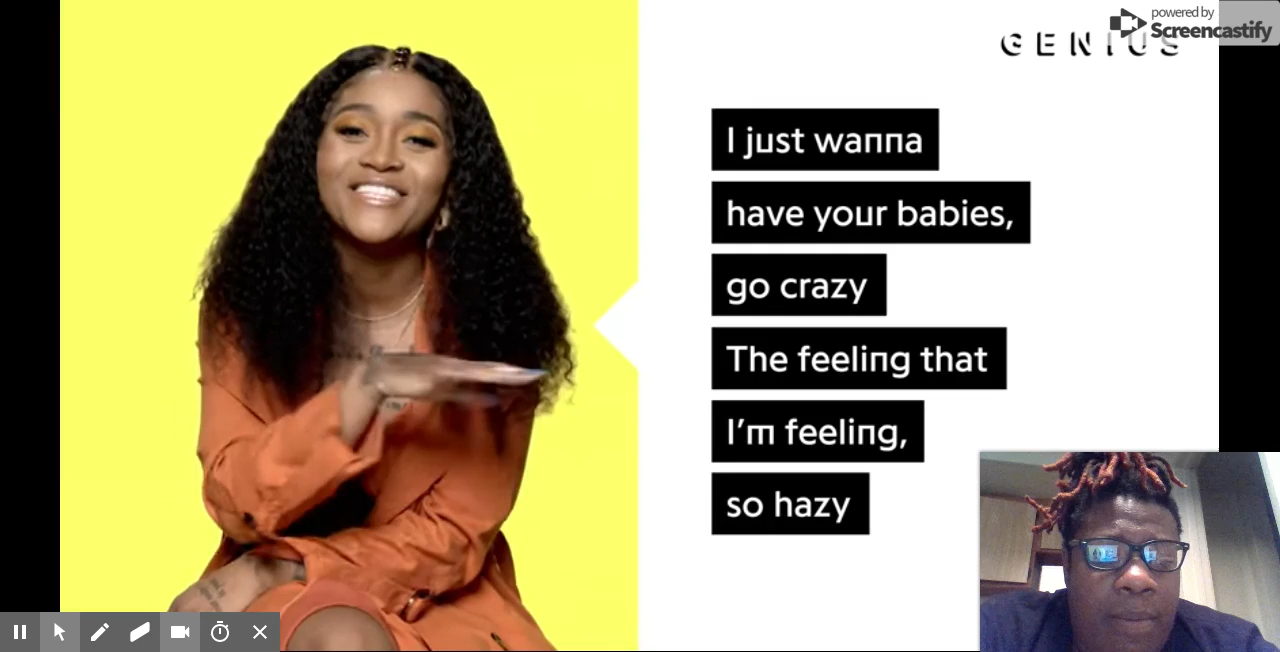 powered by
Screencastify
GENIUS
I just wanna
have your babies,
go crazy
The feeling that
I'm feeling,
so hazy